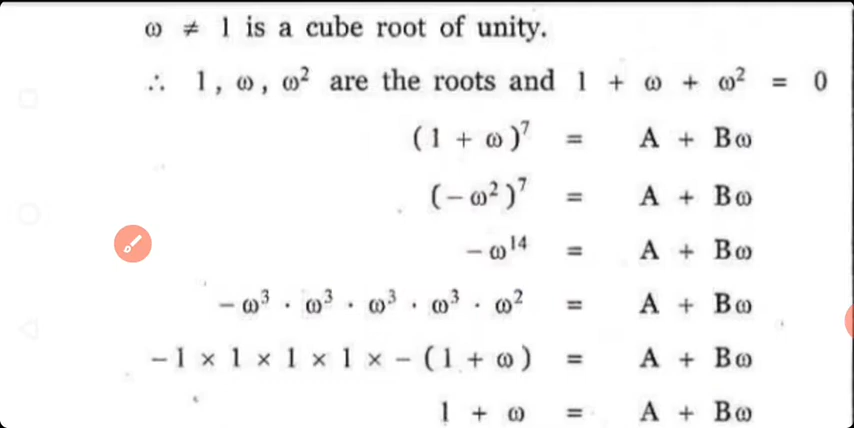 ω ≠ 1 is a cube root of unity.
∴ 1, ω, ω² are the roots and 1 + ω + ω² = 0
(1 + ω)⁷ = A + Bω
(−ω²)⁷ = A + Bω
−ω¹⁴ = A + Bω
−ω³ · ω³ · ω³ · ω³ · ω² = A + Bω
−1 × 1 × 1 × 1 × −(1 + ω) = A + Bω
1 + ω = A + Bω